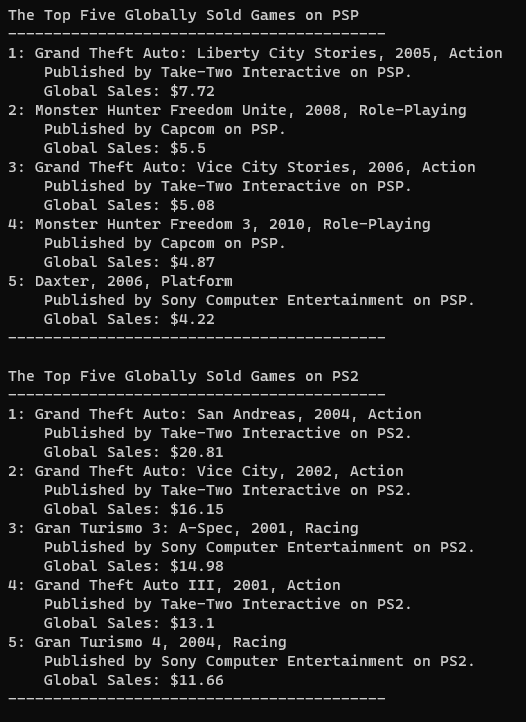 The Top Five Globally Sold Games on PSP
------------------------------------------
1: Grand Theft Auto: Liberty City Stories, 2005, Action
    Published by Take-Two Interactive on PSP.
    Global Sales: $7.72
2: Monster Hunter Freedom Unite, 2008, Role-Playing
    Published by Capcom on PSP.
    Global Sales: $5.5
3: Grand Theft Auto: Vice City Stories, 2006, Action
    Published by Take-Two Interactive on PSP.
    Global Sales: $5.08
4: Monster Hunter Freedom 3, 2010, Role-Playing
    Published by Capcom on PSP.
    Global Sales: $4.87
5: Daxter, 2006, Platform
    Published by Sony Computer Entertainment on PSP.
    Global Sales: $4.22
------------------------------------------

The Top Five Globally Sold Games on PS2
------------------------------------------
1: Grand Theft Auto: San Andreas, 2004, Action
    Published by Take-Two Interactive on PS2.
    Global Sales: $20.81
2: Grand Theft Auto: Vice City, 2002, Action
    Published by Take-Two Interactive on PS2.
    Global Sales: $16.15
3: Gran Turismo 3: A-Spec, 2001, Racing
    Published by Sony Computer Entertainment on PS2.
    Global Sales: $14.98
4: Grand Theft Auto III, 2001, Action
    Published by Take-Two Interactive on PS2.
    Global Sales: $13.1
5: Gran Turismo 4, 2004, Racing
    Published by Sony Computer Entertainment on PS2.
    Global Sales: $11.66
------------------------------------------